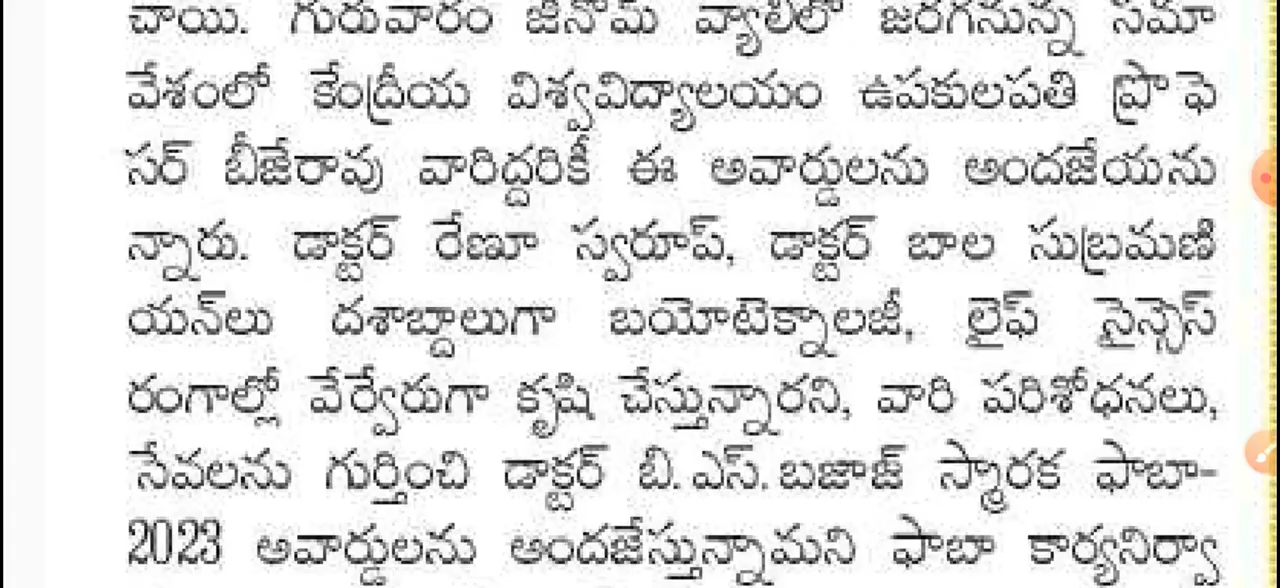 చాయి. గురువారం జీనోమ్ వ్యాలీలో జరగనున్న సమా
వేశంలో కేంద్రీయ విశ్వవిద్యాలయం ఉపకులపతి ప్రొఫె
సర్ బీజేరావు వారిద్దరికీ ఈ అవార్డులను అందజేయను
న్నారు. డాక్టర్ రేణూ స్వరూప్, డాక్టర్ బాల సుబ్రమణి
యన్‌లు దశాబ్దాలుగా బయోటెక్నాలజీ, లైఫ్ సైన్సెస్
రంగాల్లో వేర్వేరుగా కృషి చేస్తున్నారని, వారి పరిశోధనలు,
సేవలను గుర్తించి డాక్టర్ బీ.ఎస్.బజాజ్ స్మారక ఫాబా-
2023 అవార్డులను అందజేస్తున్నామని ఫాబా కార్యనిర్వా